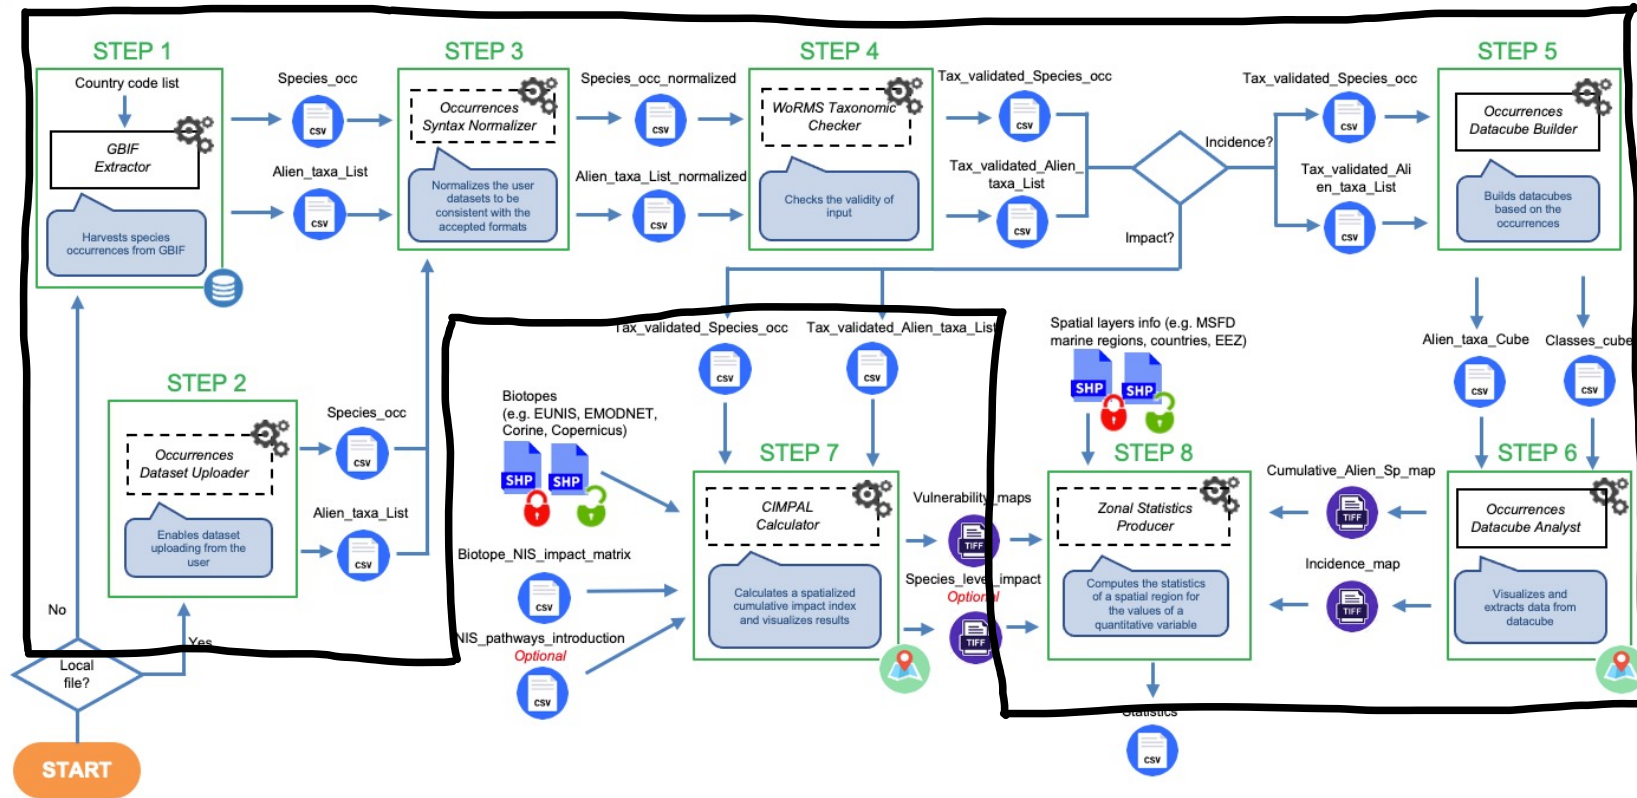 STEP 1
Country code list
GBIF
Extractor
Harvests species
occurrences from GBIF
Species_occ
CSV
Alien_taxa_List
CSV
STEP 3
Occurrences
Syntax Normalizer
Normalizes the user
datasets to be
consistent with the
accepted formats
Species_occ_normalized
CSV
Alien_taxa_List_normalized
CSV
STEP 4
WoRMS Taxonomic
Checker
Checks the validity of
input
Tax_validated_Species_occ
CSV
Tax_validated_Alien_
taxa_List
CSV
Incidence?
Impact?
Tax_validated_Species_occ
CSV
Tax_validated_Ali
en_taxa_List
CSV
STEP 5
Occurrences
Datacube Builder
Builds datacubes
based on the
occurrences
Alien_taxa_Cube
CSV
Classes_cube
CSV
STEP 2
Occurrences
Dataset Uploader
Enables dataset
uploading from the
user
Species_occ
CSV
Alien_taxa_List
CSV
No
Yes
Local
file?
START
Tax_validated_Species_occ
CSV
Tax_validated_Alien_taxa_List
CSV
Biotopes
(e.g. EUNIS, EMODNET,
Corine, Copernicus)
SHP
SHP
Biotope_NIS_impact_matrix
CSV
NIS_pathways_introduction
Optional
CSV
STEP 7
CIMPAL
Calculator
Calculates a spatialized
cumulative impact index
and visualizes results
Vulnerability_maps
TIFF
Species_level_impact
Optional
TIFF
Spatial layers info (e.g. MSFD
marine regions, countries, EEZ)
SHP
SHP
STEP 8
Zonal Statistics
Producer
Computes the statistics
of a spatial region for
the values of a
quantitative variable
Statistics
CSV
Cumulative_Alien_Sp_map
TIFF
Incidence_map
TIFF
STEP 6
Occurrences
Datacube Analyst
Visualizes and
extracts data from
datacube